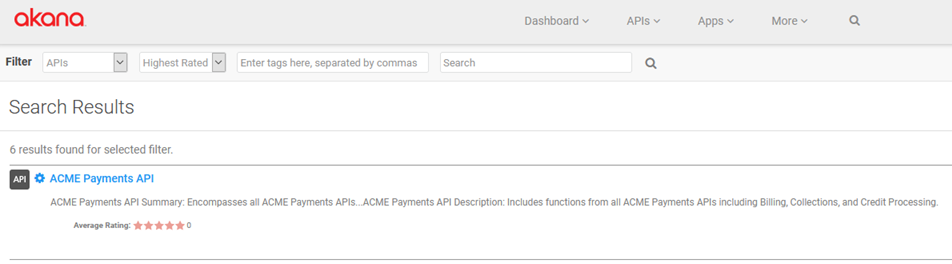 akana
Dashboard APIs Apps More
Filter APIs Highest Rated Enter tags here, separated by commas Search
Search Results
6 results found for selected filter.
API ACME Payments API
ACME Payments API Summary: Encompasses all ACME Payments APIs...ACME Payments API Description: Includes functions from all ACME Payments APIs including Billing, Collections, and Credit Processing.
Average Rating: 0